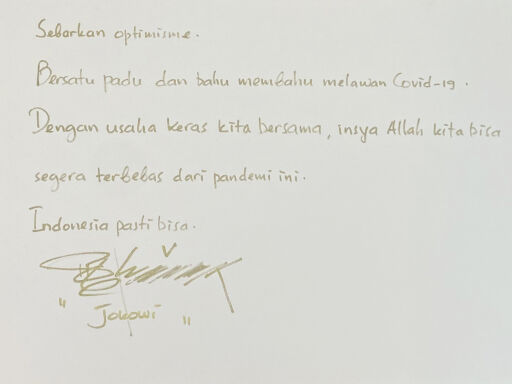 Sebarkan optimisme.
Bersatu padu dan bahu membahu melawan Covid-19.
Dengan usaha keras kita bersama, insya Allah kita bisa
segera terbebas dari pandemi ini.
Indonesia pasti bisa.
" Jokowi "